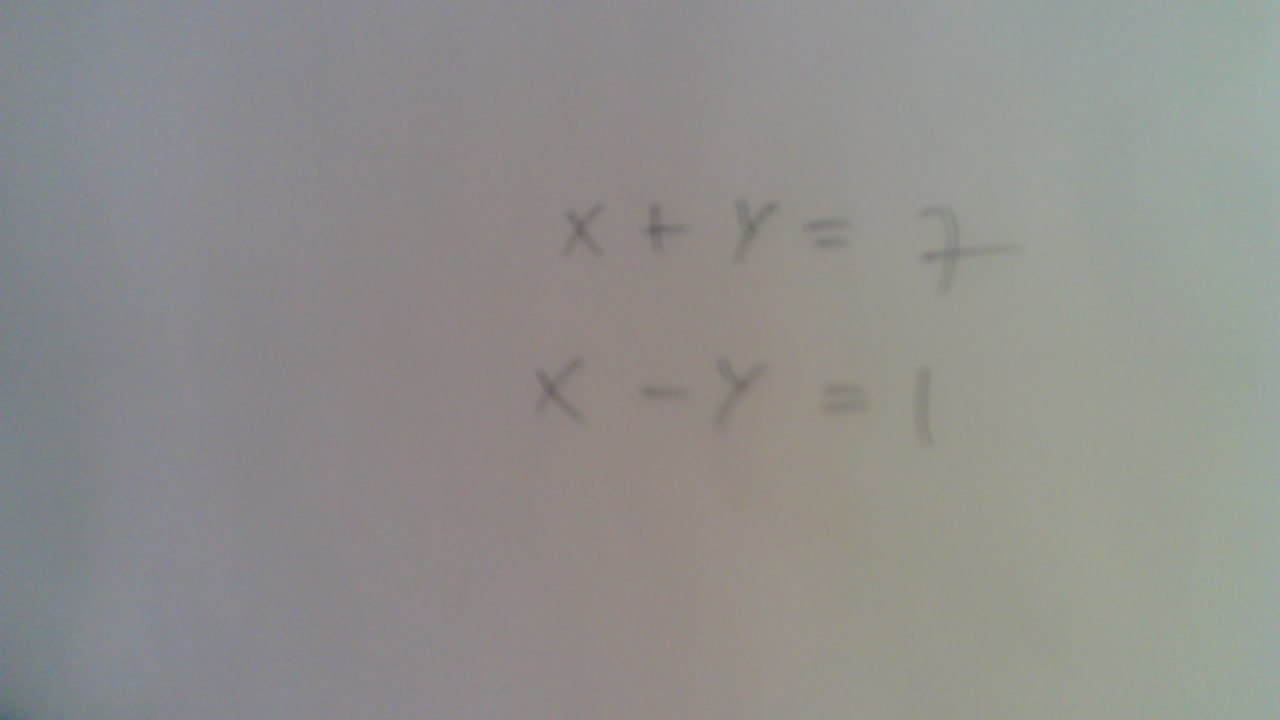 x + y = 7
x - y = 1